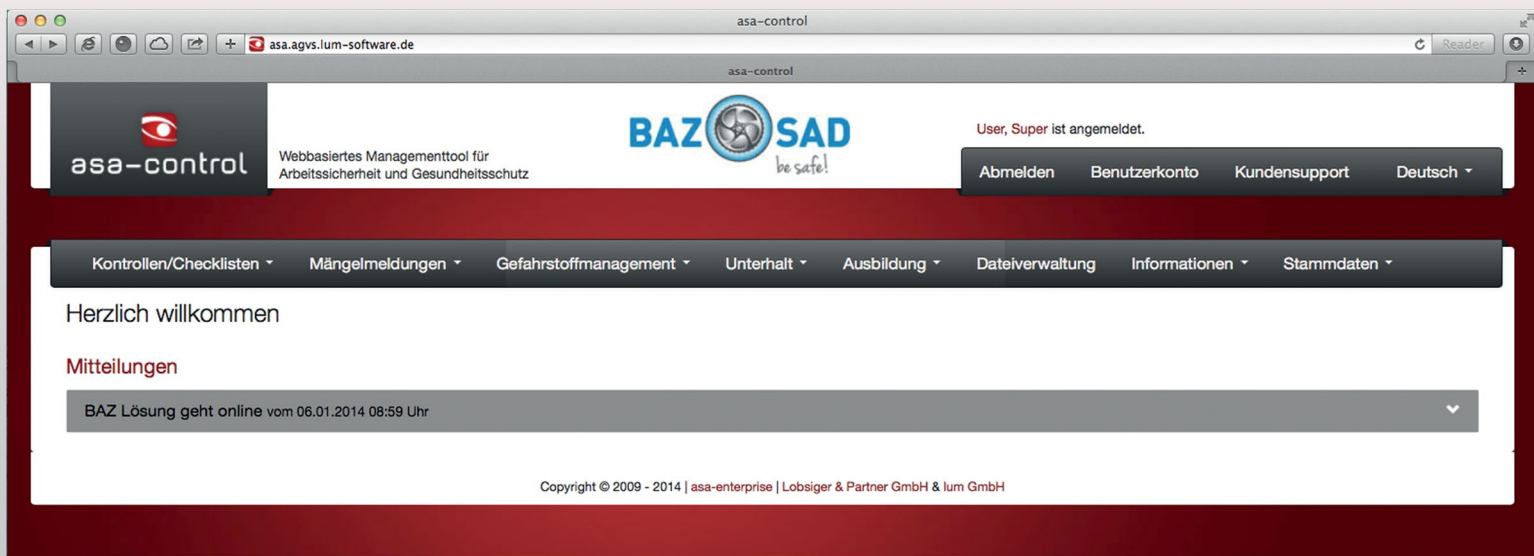 asa-control
asa.agvs.lum-software.de
Reader
asa-control
asa-control
Webbasiertes Managementtool für
Arbeitssicherheit und Gesundheitsschutz
BAZ SAD
be safe!
User, Super ist angemeldet.
Abmelden Benutzerkonto Kundensupport Deutsch
Kontrollen/Checklisten Mängelmeldungen Gefahrstoffmanagement Unterhalt Ausbildung Dateiverwaltung Informationen Stammdaten
Herzlich willkommen
Mitteilungen
BAZ Lösung geht online vom 06.01.2014 08:59 Uhr
Copyright © 2009 - 2014 | asa-enterprise | Lobsiger & Partner GmbH & lum GmbH